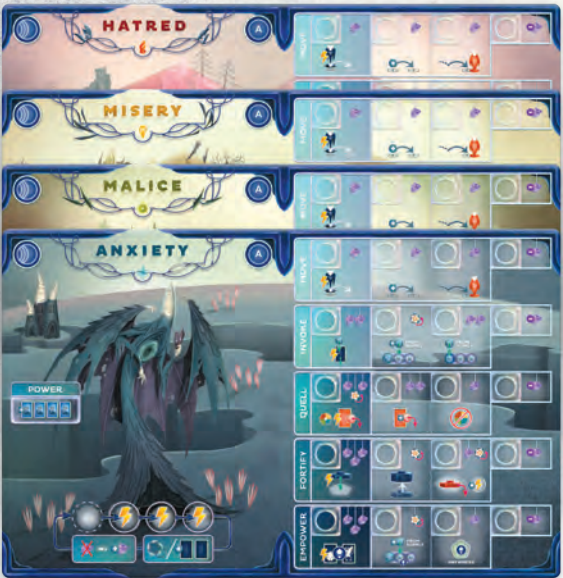 HATRED
A
MOVE
MISERY
A
MOVE
MALICE
A
MOVE
ANXIETY
A
MOVE
INVOKE
POWER
QUELL
FORTIFY
EMPOWER